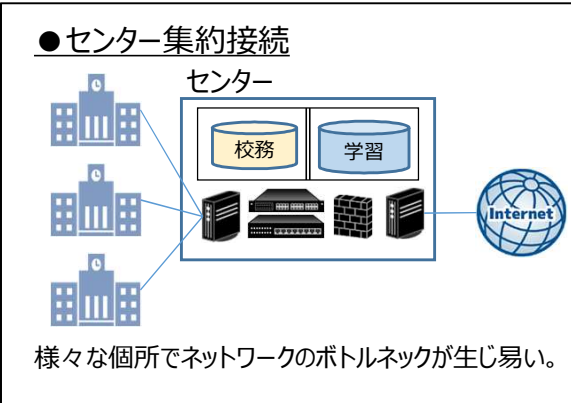 ●センター集約接続
センター
校務
学習
Internet
様々な個所でネットワークのボトルネックが生じ易い。